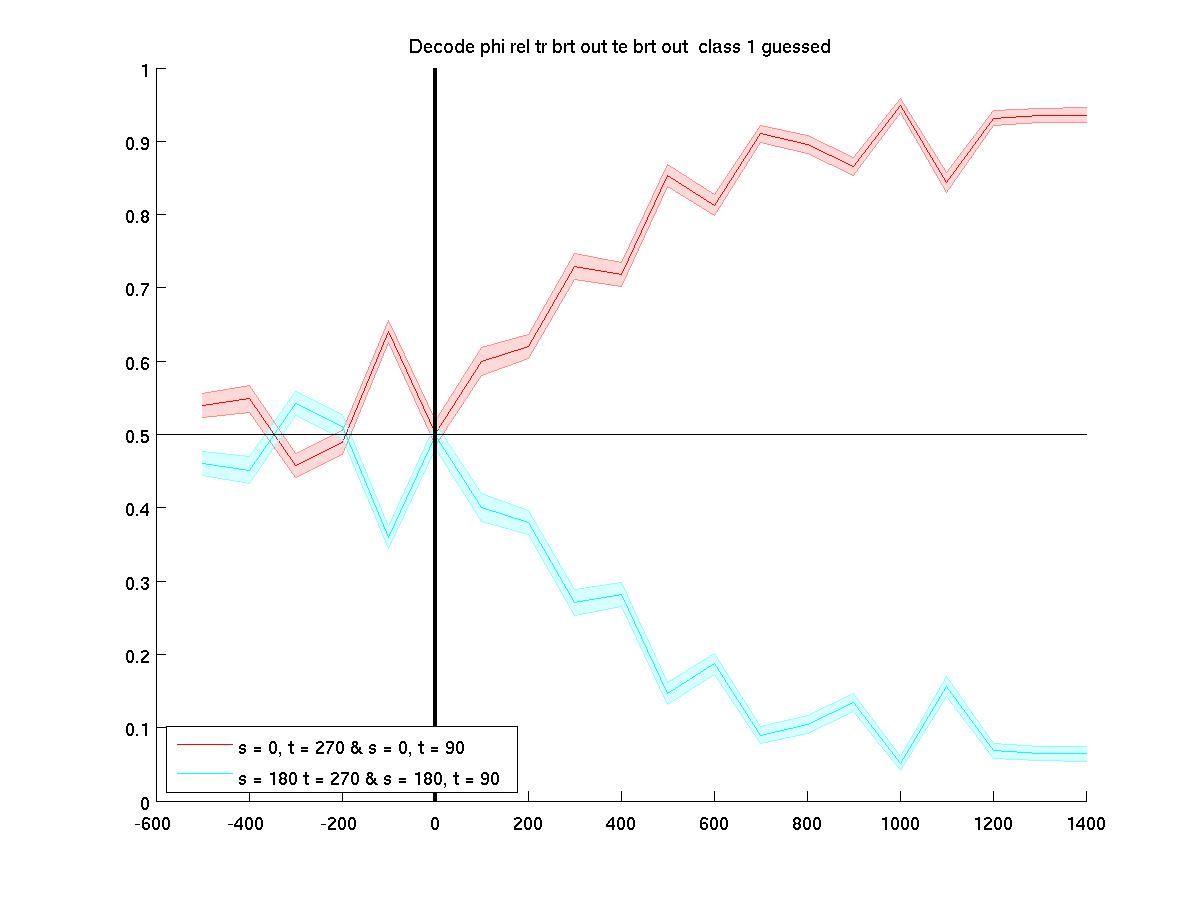 Decode phi rel tr brt out te brt out  class 1 guessed
1
0.9
0.8
0.7
0.6
0.5
0.4
0.3
0.2
0.1
0
s = 0, t = 270 & s = 0, t = 90
s = 180 t = 270 & s = 180, t = 90
-600 -400 -200 0 200 400 600 800 1000 1200 1400